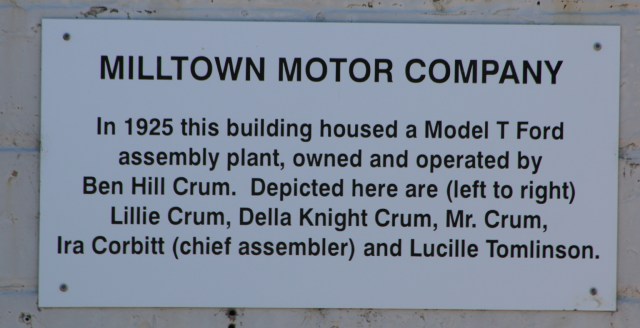 MILLTOWN MOTOR COMPANY
In 1925 this building housed a Model T Ford
assembly plant, owned and operated by
Ben Hill Crum.  Depicted here are (left to right)
Lillie Crum, Della Knight Crum, Mr. Crum,
Ira Corbitt (chief assembler) and Lucille Tomlinson.